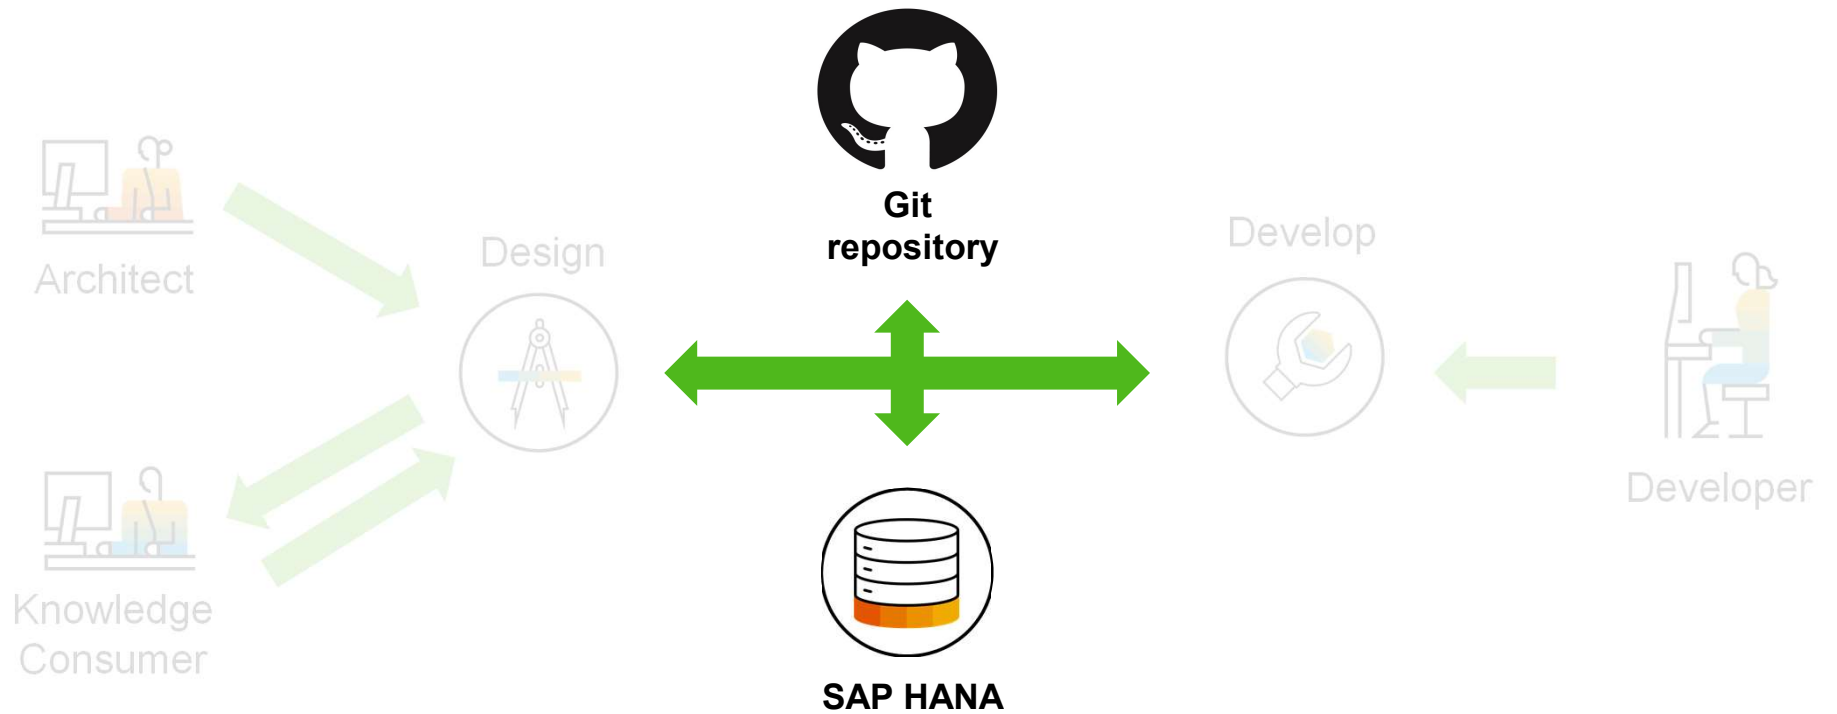 Git
repository
Architect
Design
Develop
Developer
Knowledge
Consumer
SAP HANA